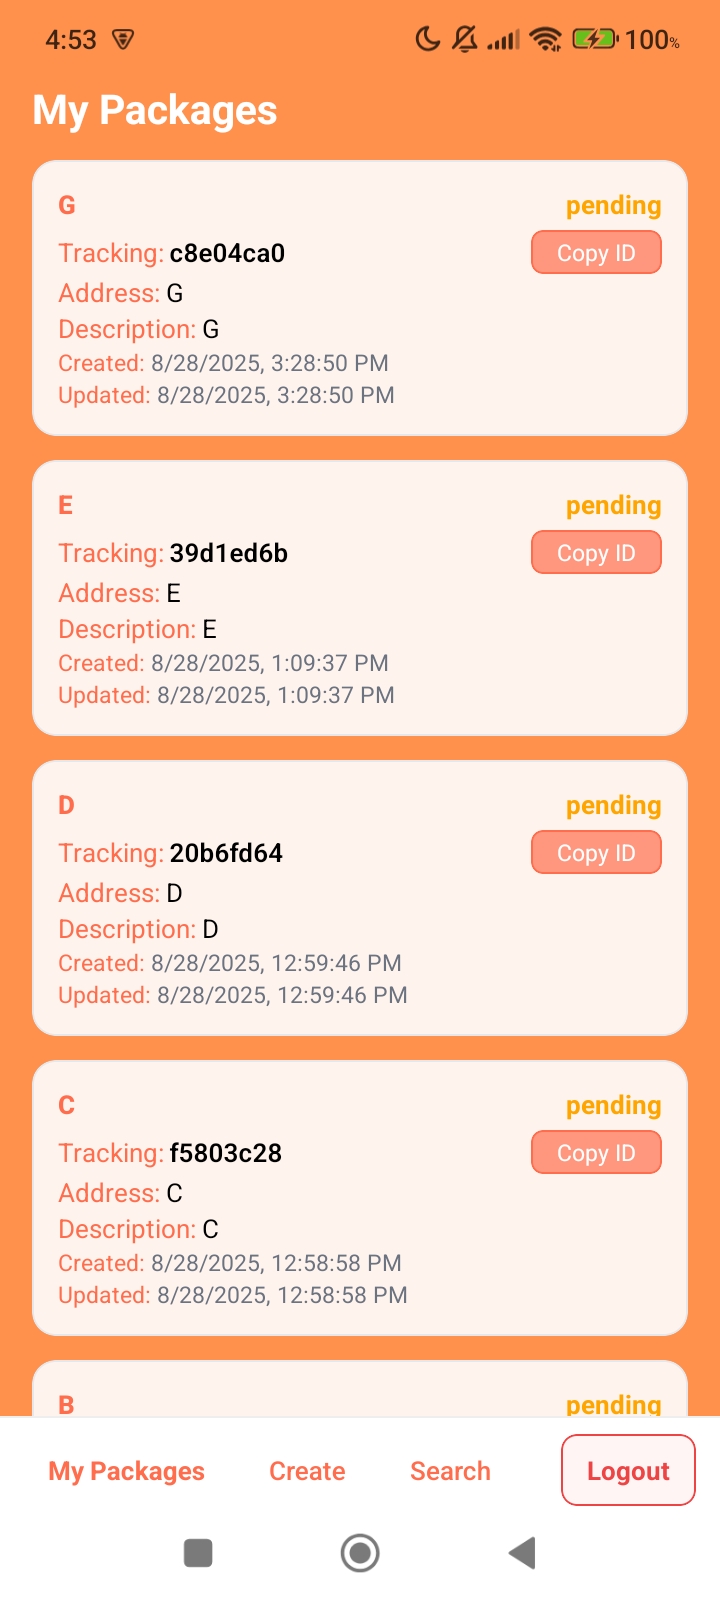 4:53 100%
My Packages
G pending
Tracking: c8e04ca0 Copy ID
Address: G
Description: G
Created: 8/28/2025, 3:28:50 PM
Updated: 8/28/2025, 3:28:50 PM
E pending
Tracking: 39d1ed6b Copy ID
Address: E
Description: E
Created: 8/28/2025, 1:09:37 PM
Updated: 8/28/2025, 1:09:37 PM
D pending
Tracking: 20b6fd64 Copy ID
Address: D
Description: D
Created: 8/28/2025, 12:59:46 PM
Updated: 8/28/2025, 12:59:46 PM
C pending
Tracking: f5803c28 Copy ID
Address: C
Description: C
Created: 8/28/2025, 12:58:58 PM
Updated: 8/28/2025, 12:58:58 PM
B pending
My Packages Create Search Logout